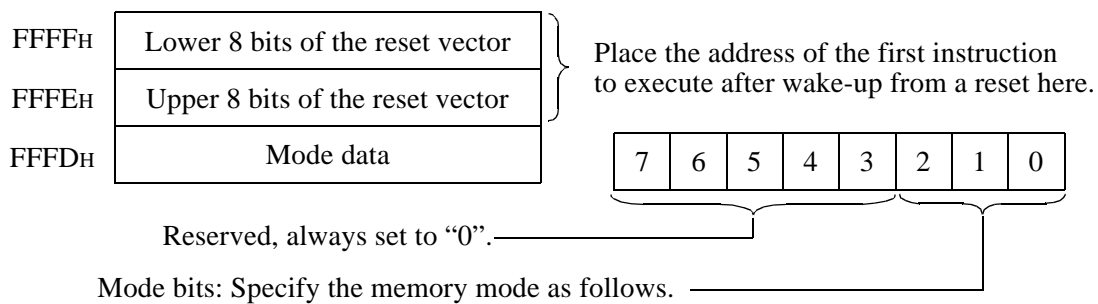 FFFFH Lower 8 bits of the reset vector
FFFEH Upper 8 bits of the reset vector
FFFDH Mode data
Place the address of the first instruction
to execute after wake-up from a reset here.
7 6 5 4 3 2 1 0
Reserved, always set to “0”.
Mode bits: Specify the memory mode as follows.